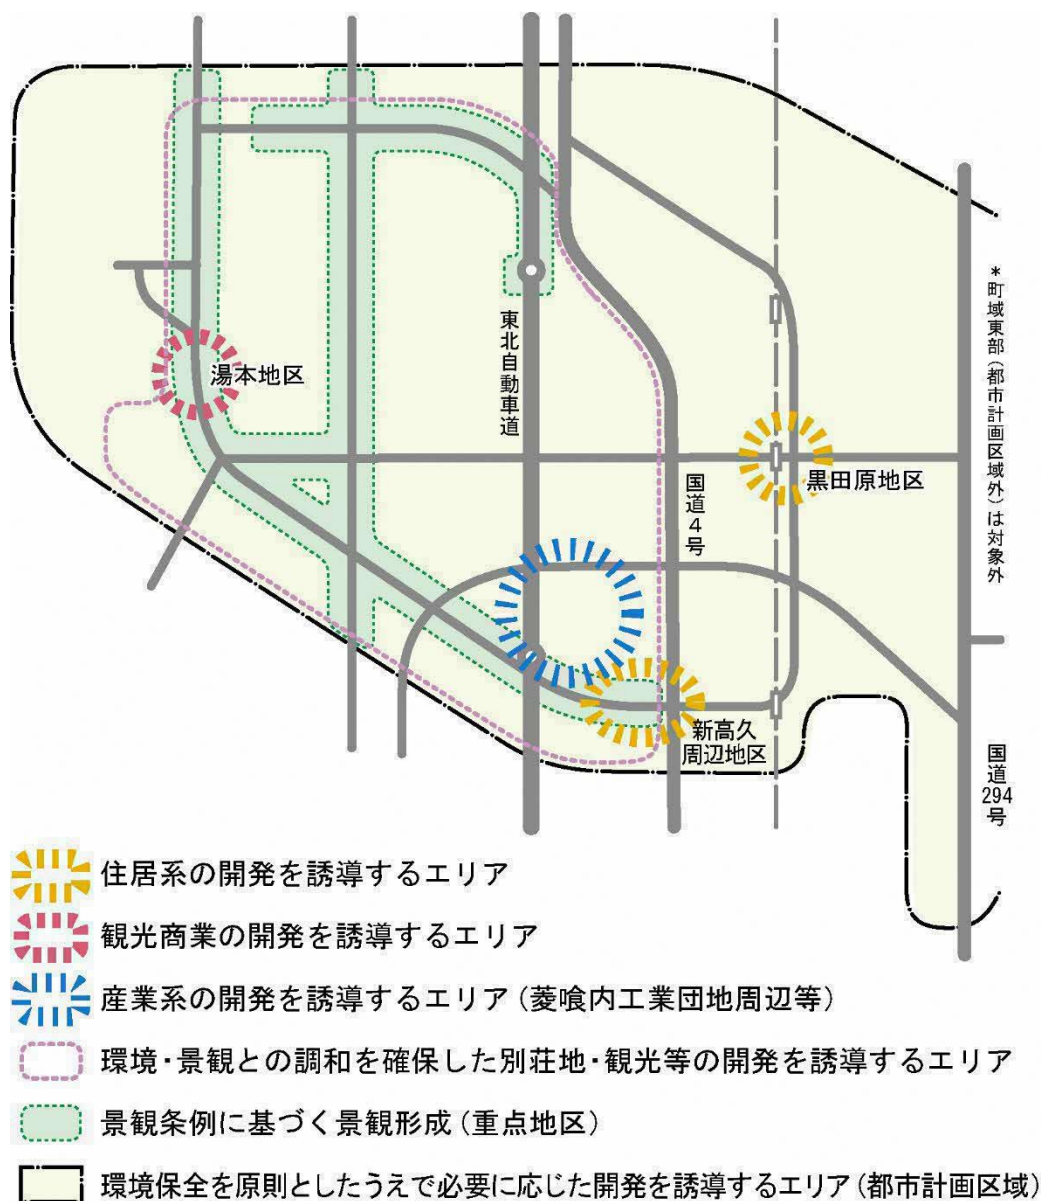 湯本地区
東北自動車道
国道4号
黒田原地区
*町域東部(都市計画区域外)は対象外
新高久
周辺地区
国道294号
住居系の開発を誘導するエリア
観光商業の開発を誘導するエリア
産業系の開発を誘導するエリア(菱喰内工業団地周辺等)
環境・景観との調和を確保した別荘地・観光等の開発を誘導するエリア
景観条例に基づく景観形成(重点地区)
環境保全を原則としたうえで必要に応じた開発を誘導するエリア(都市計画区域)